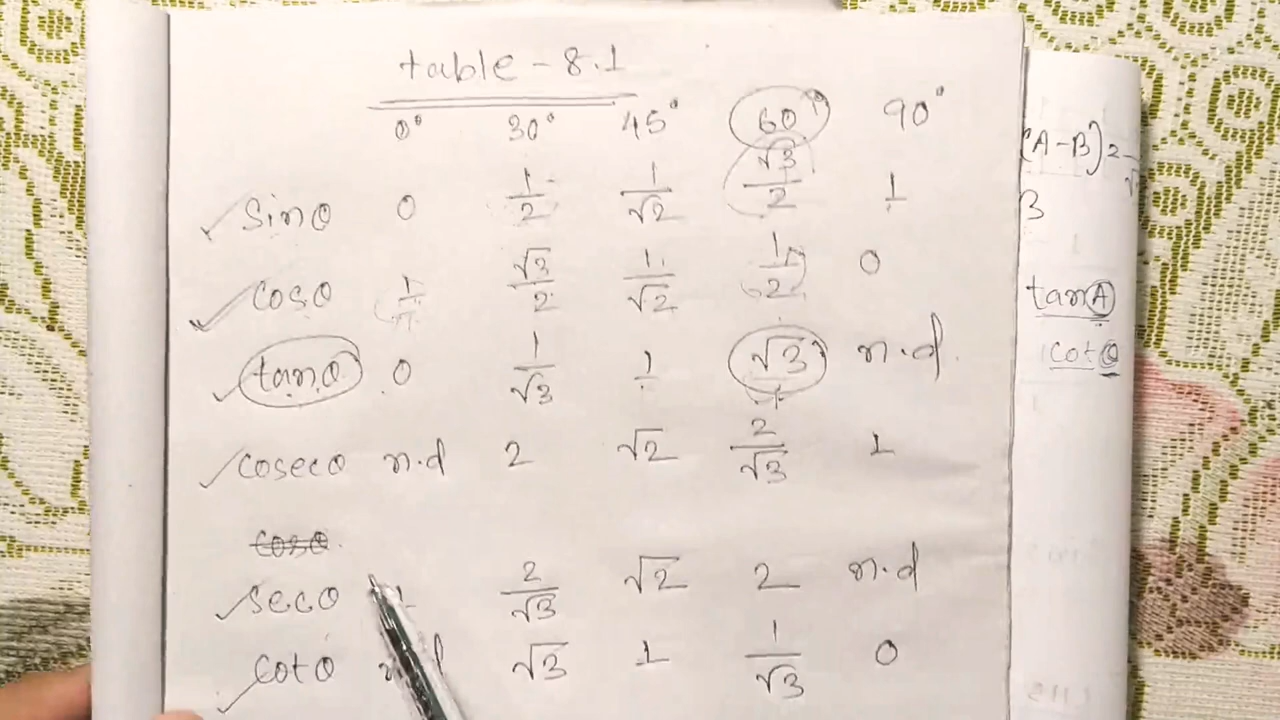 table - 8.1
0° 30° 45° 60° 90°
sinθ 0 1/2 1/√2 √3/2 1
cosθ 1 √3/2 1/√2 1/2 0
tanθ 0 1/√3 1 √3 n.d.
cosecθ n.d 2 √2 2/√3 1
cosθ
secθ 1 2/√3 √2 2 n.d
cotθ √3 1 1/√3 0
(A-B)
B
tanA
cot